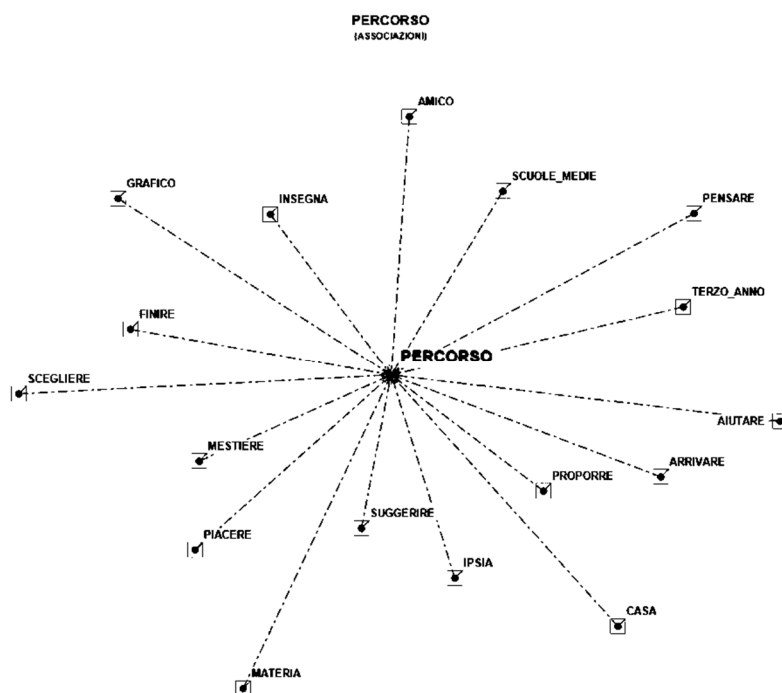 PERCORSO
(ASSOCIAZIONI)
AMICO
SCUOLE_MEDIE
GRAFICO
INSEGNA
PENSARE
TERZO_ANNO
FINIRE
PERCORSO
SCEGLIERE
AIUTARE
MESTIERE
ARRIVARE
PROPORRE
SUGGERIRE
PIACERE
IPSIA
CASA
MATERIA